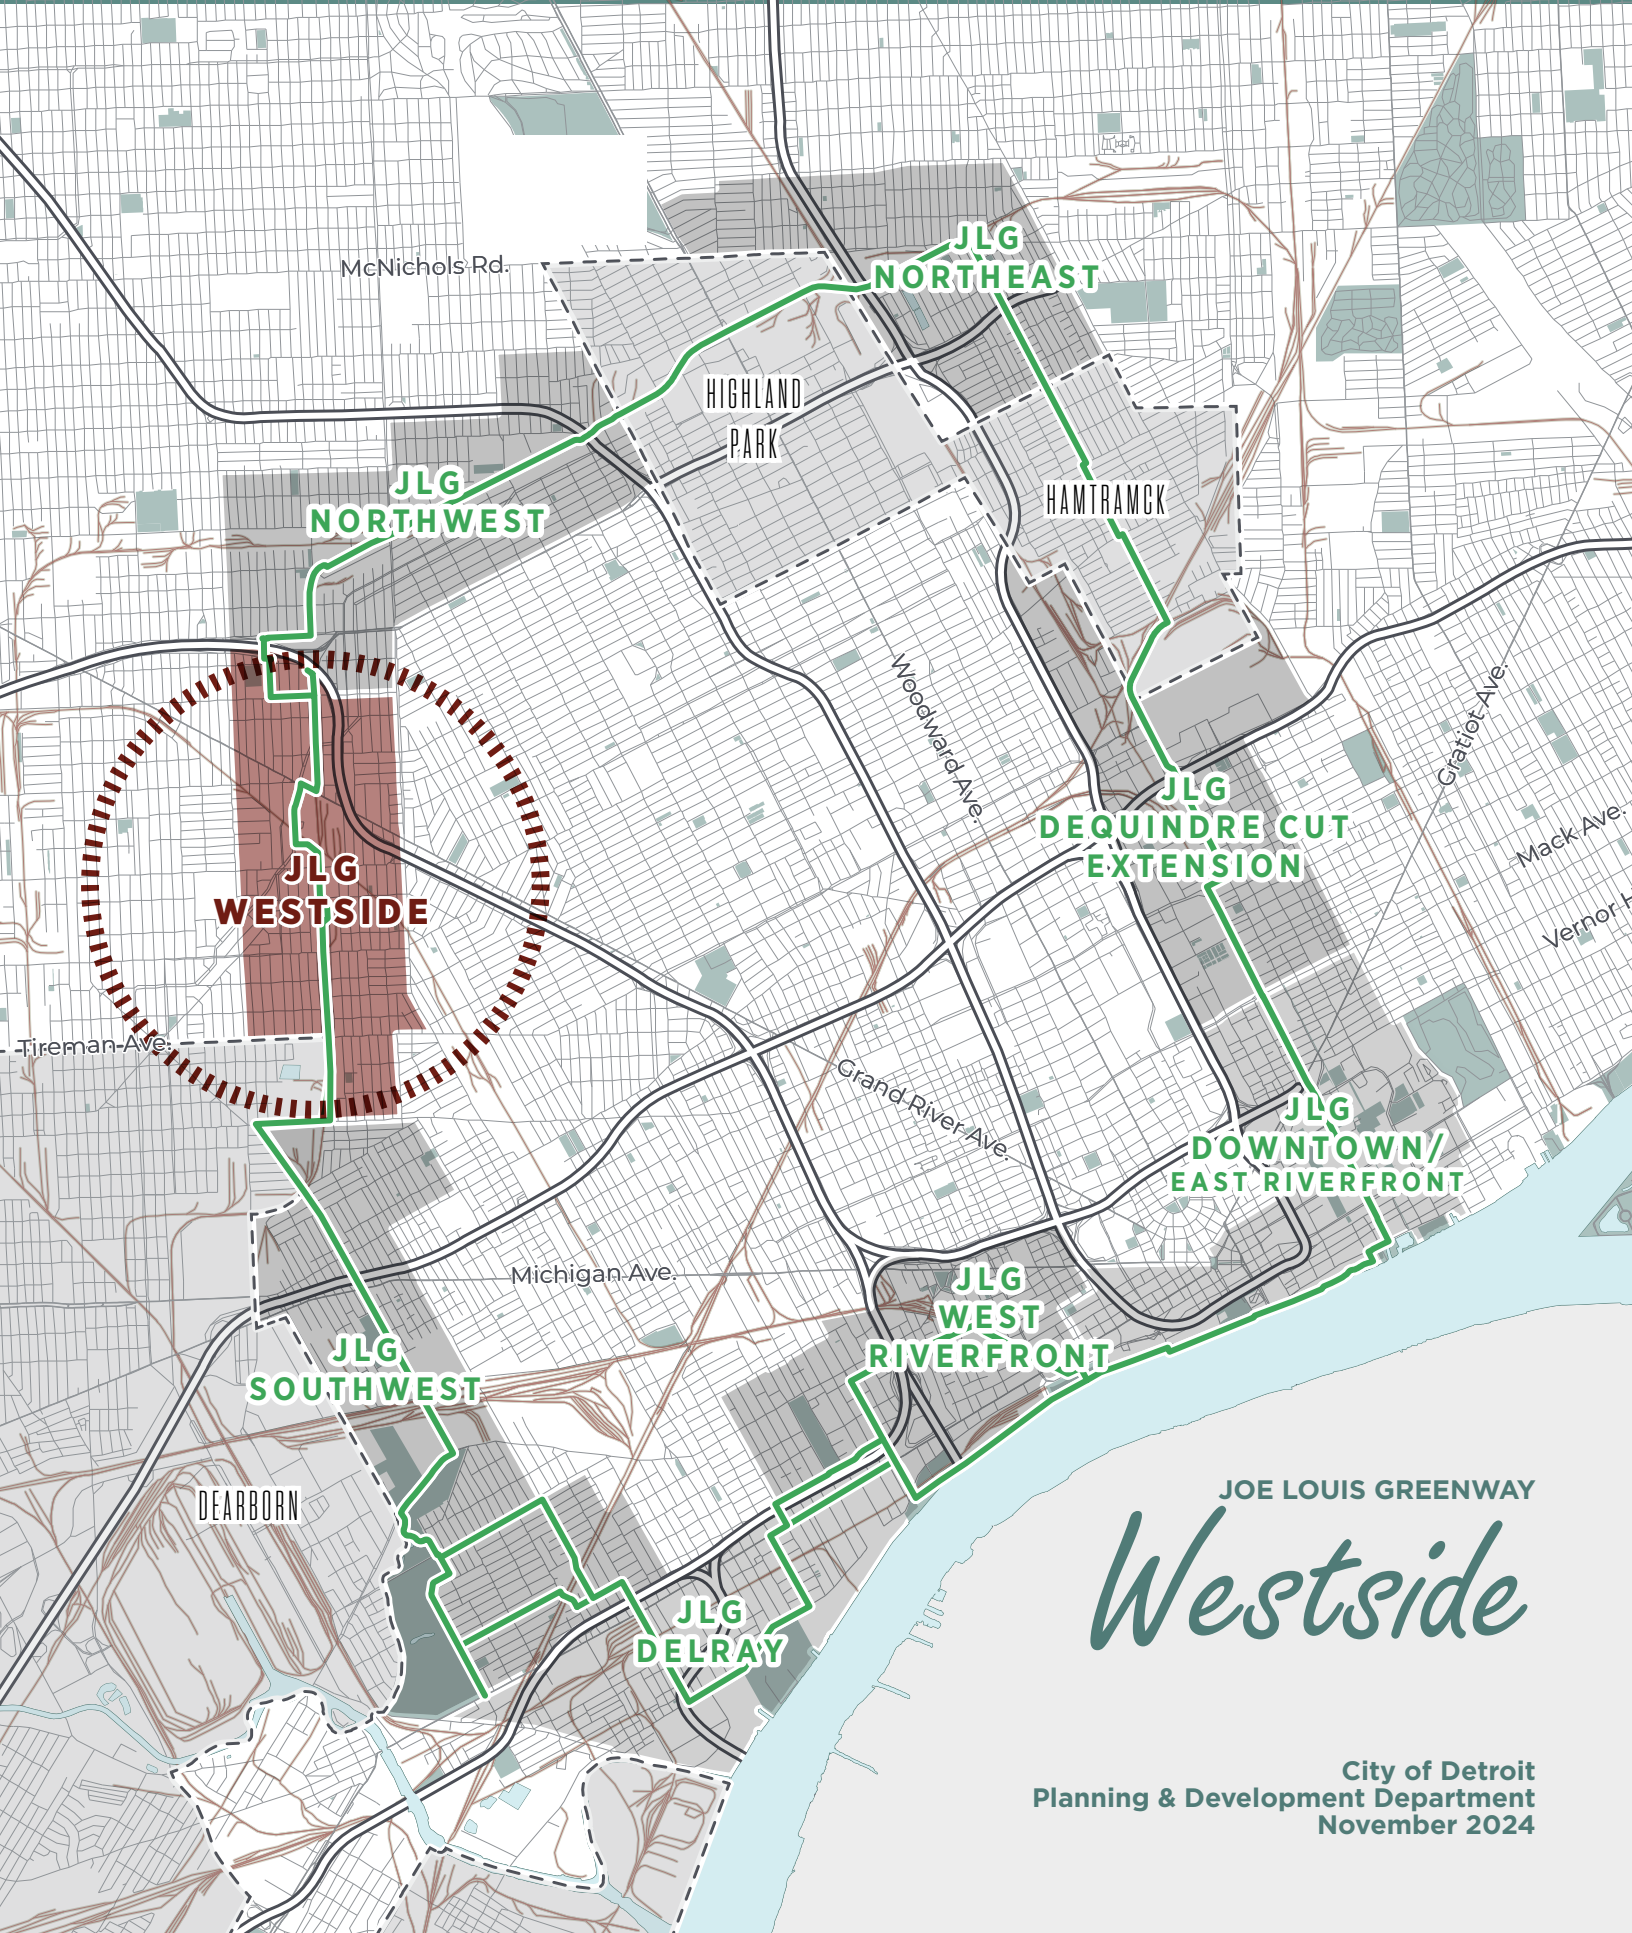 JLG
NORTHEAST
McNichols Rd.
HIGHLAND
PARK
JLG
NORTHWEST
HAMTRAMCK
Woodward Ave.
Gratiot Ave.
JLG
DEQUINDRE CUT
EXTENSION
Mack Ave.
JLG
WESTSIDE
Vernor H
Tireman Ave.
Grand River Ave.
JLG
DOWNTOWN/
EAST RIVERFRONT
Michigan Ave.
JLG
WEST
RIVERFRONT
JLG
SOUTHWEST
DEARBORN
JLG
DELRAY
JOE LOUIS GREENWAY
Westside
City of Detroit
Planning & Development Department
November 2024